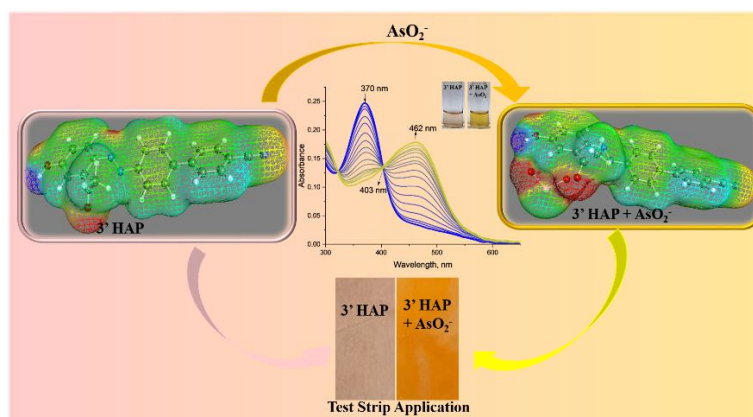 AsO₂⁻
370 nm
3' HAP
3' HAP
+ AsO₂⁻
0.25
0.20
0.15
0.10
0.05
0.00
462 nm
403 nm
Absorbance
300
400
500
600
Wavelength, nm
3' HAP
3' HAP + AsO₂⁻
3' HAP
3' HAP
+ AsO₂⁻
Test Strip Application